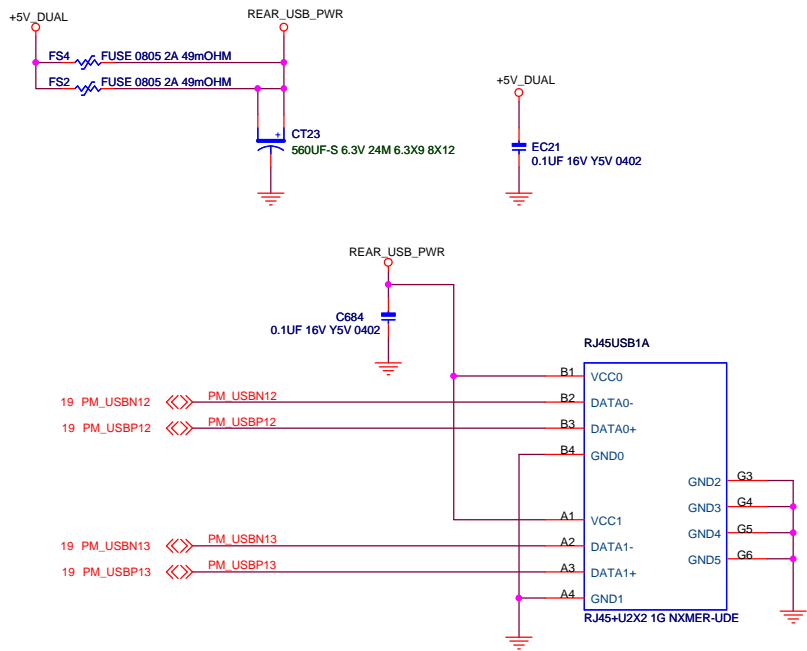 +5V_DUAL
REAR_USB_PWR
FS4 FUSE 0805 2A 49mOHM
FS2 FUSE 0805 2A 49mOHM
+ CT23
560UF-S 6.3V 24M 6.3X9 8X12
+5V_DUAL
EC21
0.1UF 16V Y5V 0402
REAR_USB_PWR
C684
0.1UF 16V Y5V 0402
RJ45USB1A
B1 VCC0
19 PM_USBN12 PM_USBN12 B2 DATA0-
19 PM_USBP12 PM_USBP12 B3 DATA0+
B4 GND0
GND2 G3
GND3 G4
A1 VCC1
GND4 G5
19 PM_USBN13 PM_USBN13 A2 DATA1-
GND5 G6
19 PM_USBP13 PM_USBP13 A3 DATA1+
A4 GND1
RJ45+U2X2 1G NXMER-UDE